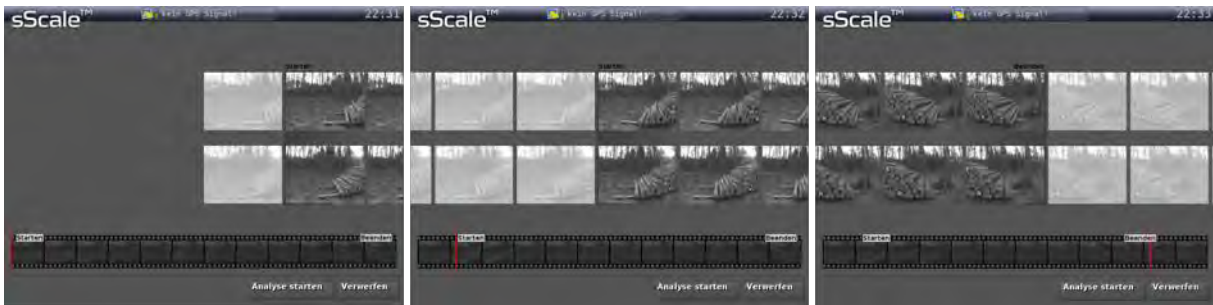 sScale™ kein GPS Signal! 22:31
Starten
Starten Beenden
Analyse starten Verwerfen
sScale™ kein GPS Signal! 22:32
Starten
Starten Beenden
Analyse starten Verwerfen
sScale™ kein GPS Signal! 22:33
Beenden
Starten Beenden
Analyse starten Verwerfen